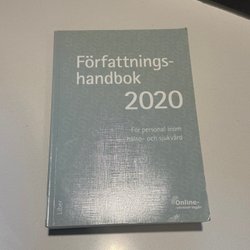 Författnings-
handbok
2020
För personal inom
hälso- och sjukvård
Online-
Liber